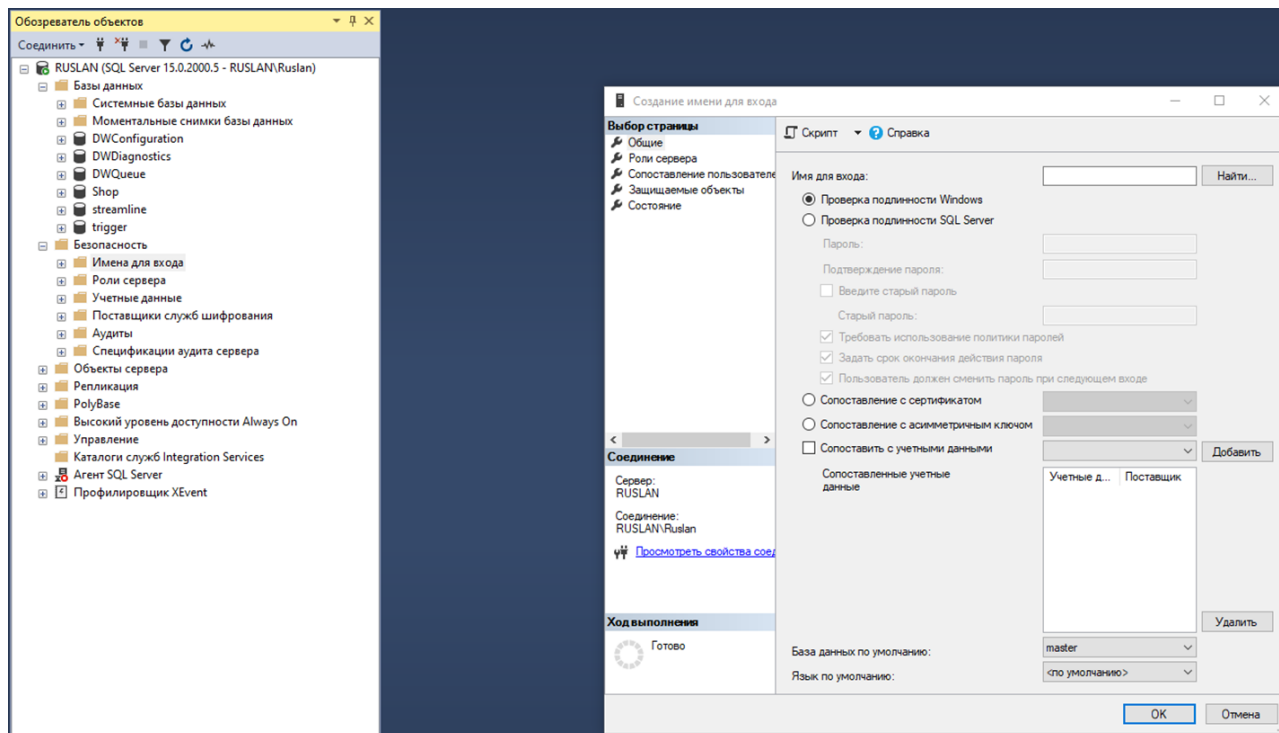 Обозреватель объектов
Соединить
RUSLAN (SQL Server 15.0.2000.5 - RUSLAN\Ruslan)
Базы данных
Системные базы данных
Моментальные снимки базы данных
DWConfiguration
DWDiagnostics
DWQueue
Shop
streamline
trigger
Безопасность
Имена для входа
Роли сервера
Учетные данные
Поставщики служб шифрования
Аудиты
Спецификации аудита сервера
Объекты сервера
Репликация
PolyBase
Высокий уровень доступности Always On
Управление
Каталоги служб Integration Services
Агент SQL Server
Профилировщик XEvent
Создание имени для входа
Выбор страницы
Общие
Роли сервера
Сопоставление пользователе
Защищаемые объекты
Состояние
Соединение
Сервер:
RUSLAN
Соединение:
RUSLAN\Ruslan
Просмотреть свойства соед
Ход выполнения
Готово
Скрипт
Справка
Имя для входа:
Найти...
Проверка подлинности Windows
Проверка подлинности SQL Server
Пароль:
Подтверждение пароля:
Введите старый пароль
Старый пароль:
Требовать использование политики паролей
Задать срок окончания действия пароля
Пользователь должен сменить пароль при следующем входе
Сопоставление с сертификатом
Сопоставление с асимметричным ключом
Сопоставить с учетными данными
Добавить
Сопоставленные учетные
данные
Учетные д... Поставщик
Удалить
База данных по умолчанию:
master
Язык по умолчанию:
<по умолчанию>
OK
Отмена